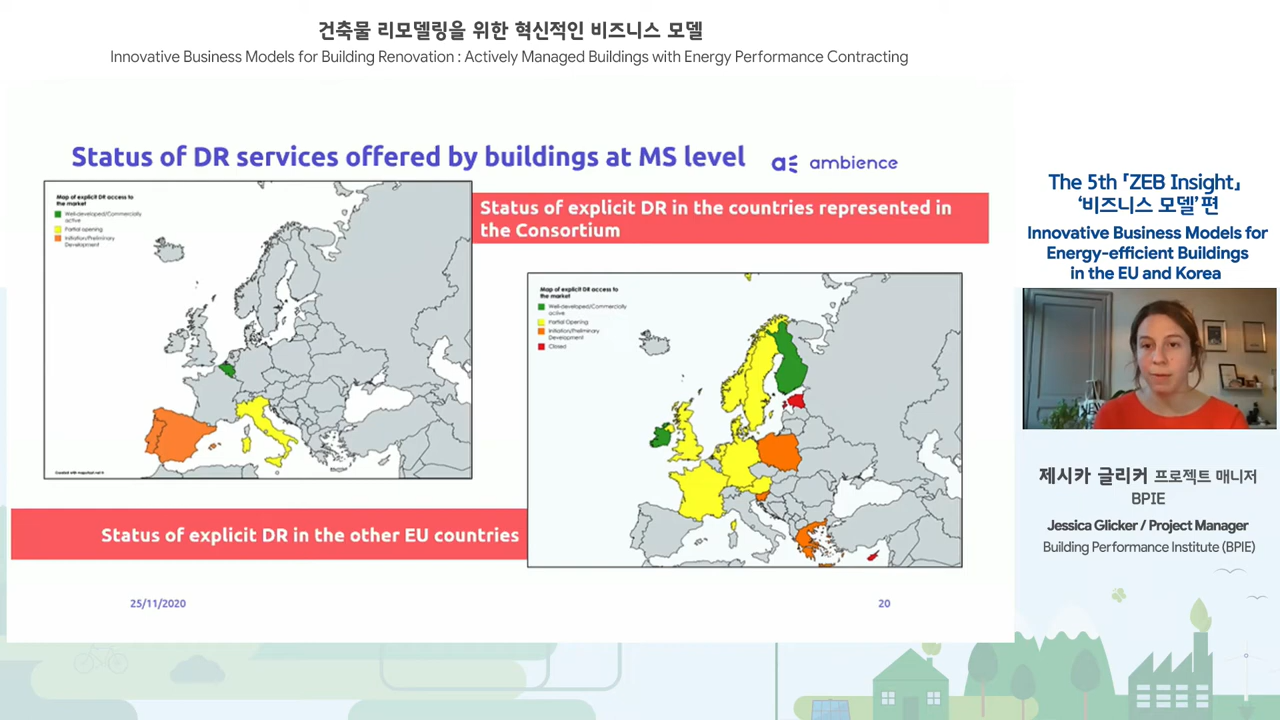 건축물 리모델링을 위한 혁신적인 비즈니스 모델
Innovative Business Models for Building Renovation : Actively Managed Buildings with Energy Performance Contracting
Status of DR services offered by buildings at MS level
ambience
Map of explicit DR access to
the market
Well-developed/Commercially
active
Partial opening
Initiation/Preliminary
Development
Status of explicit DR in the countries represented in
the Consortium
Map of explicit DR access to
the market
Well-developed/Commercially
active
Partial Opening
Initiation/Preliminary
Development
Closed
Status of explicit DR in the other EU countries
25/11/2020
20
The 5th 「ZEB Insight」
‘비즈니스 모델’편
Innovative Business Models for
Energy-efficient Buildings
in the EU and Korea
제시카 글리커 프로젝트 매니저
BPIE
Jessica Glicker / Project Manager
Building Performance Institute (BPIE)